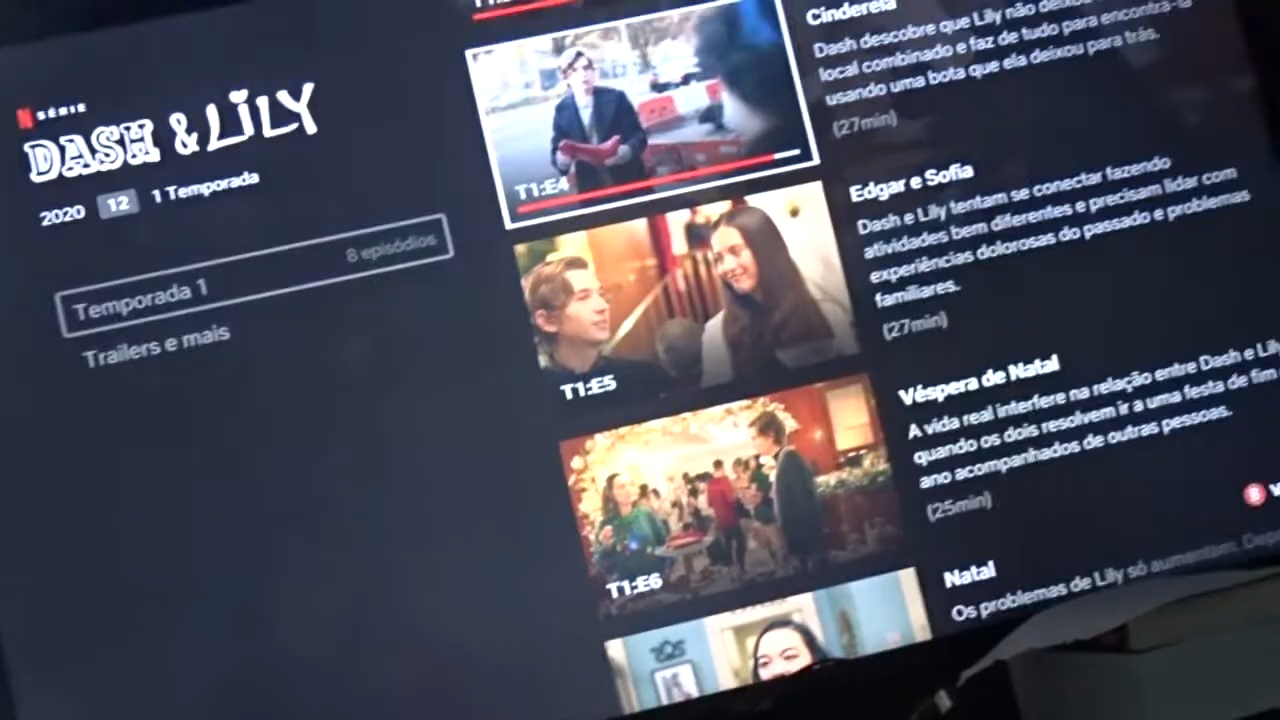 N SÉRIE
DASH & LILY
2020 12 1 Temporada
Temporada 1 8 episódios
Trailers e mais
T1:E4
Cinderela
Dash descobre que Lily não
local combinado e faz de tudo para encontrá-la
usando uma bota que ela deixou para trás.
(27min)
T1:E5
Edgar e Sofia
Dash e Lily tentam se conectar fazendo
atividades bem diferentes e precisam lidar com
experiências dolorosas do passado e problemas
familiares.
(27min)
T1:E6
Véspera de Natal
A vida real interfere na relação entre Dash e Lily
quando os dois resolvem ir a uma festa de fim
ano acompanhados de outras pessoas.
(25min)
Natal
Os problemas de Lily só aumentam.